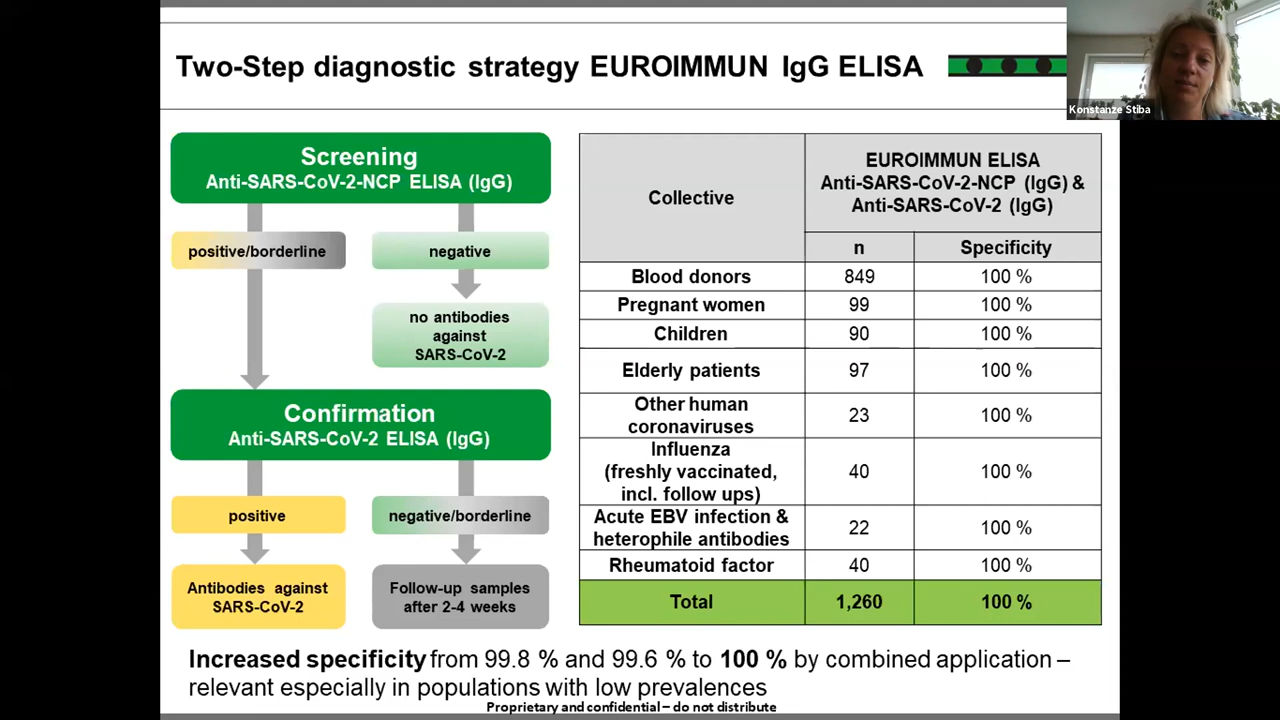 Two-Step diagnostic strategy EUROIMMUN IgG ELISA
Konstanze Stiba
Screening
Anti-SARS-CoV-2-NCP ELISA (IgG)
positive/borderline
negative
no antibodies
against
SARS-CoV-2
Confirmation
Anti-SARS-CoV-2 ELISA (IgG)
positive
negative/borderline
Antibodies against
SARS-CoV-2
Follow-up samples
after 2-4 weeks
Collective
EUROIMMUN ELISA
Anti-SARS-CoV-2-NCP (IgG) &
Anti-SARS-CoV-2 (IgG)
n Specificity
Blood donors 849 100 %
Pregnant women 99 100 %
Children 90 100 %
Elderly patients 97 100 %
Other human
coronaviruses 23 100 %
Influenza
(freshly vaccinated, 40 100 %
incl. follow ups)
Acute EBV infection &
heterophile antibodies 22 100 %
Rheumatoid factor 40 100 %
Total 1,260 100 %
Increased specificity from 99.8 % and 99.6 % to 100 % by combined application –
relevant especially in populations with low prevalences
Proprietary and confidential – do not distribute